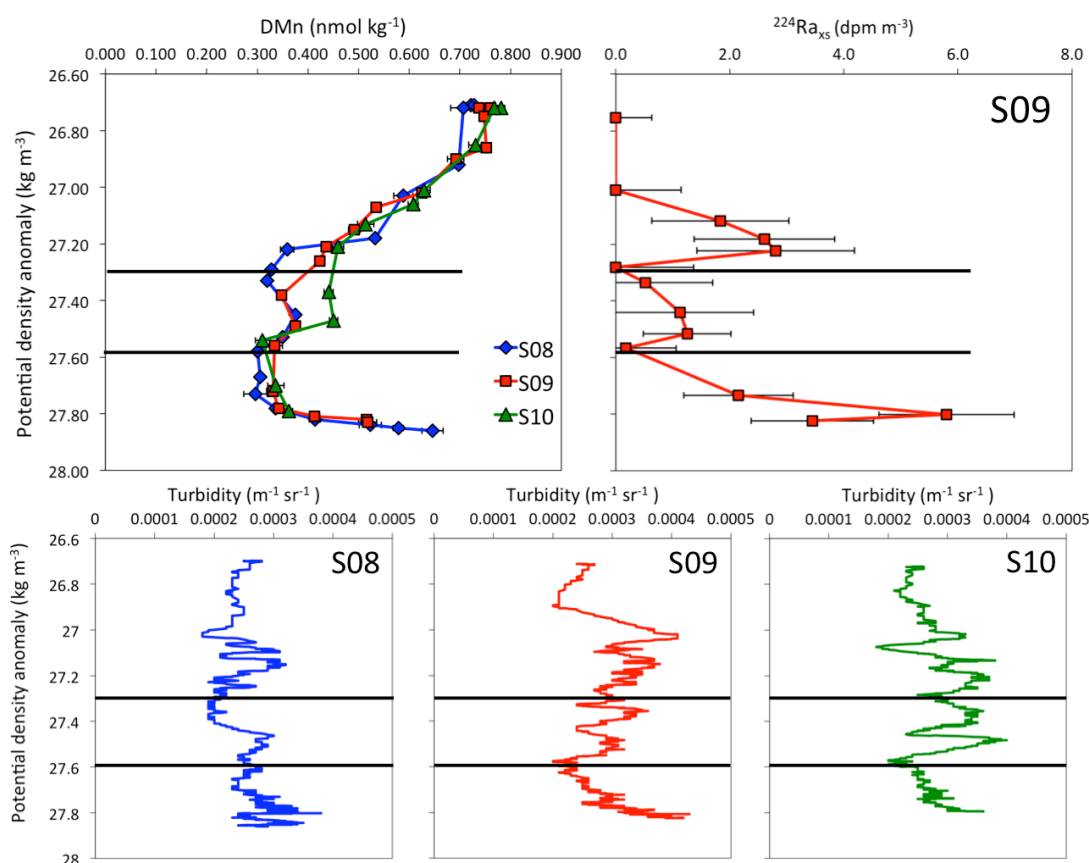 DMn (nmol kg⁻¹)
²²⁴Raₓₛ (dpm m⁻³)
0.000 0.100 0.200 0.300 0.400 0.500 0.600 0.700 0.800 0.900
0.0 2.0 4.0 6.0 8.0
Potential density anomaly (kg m⁻³)
26.60
26.80
27.00
27.20
27.40
27.60
27.80
28.00
S08
S09
S10
S09
Turbidity (m⁻¹ sr⁻¹)
Turbidity (m⁻¹ sr⁻¹)
Turbidity (m⁻¹ sr⁻¹)
0 0.0001 0.0002 0.0003 0.0004 0.0005
0 0.0001 0.0002 0.0003 0.0004 0.0005
0 0.0001 0.0002 0.0003 0.0004 0.0005
Potential density anomaly (kg m⁻³)
26.6
26.8
27
27.2
27.4
27.6
27.8
28
S08
S09
S10